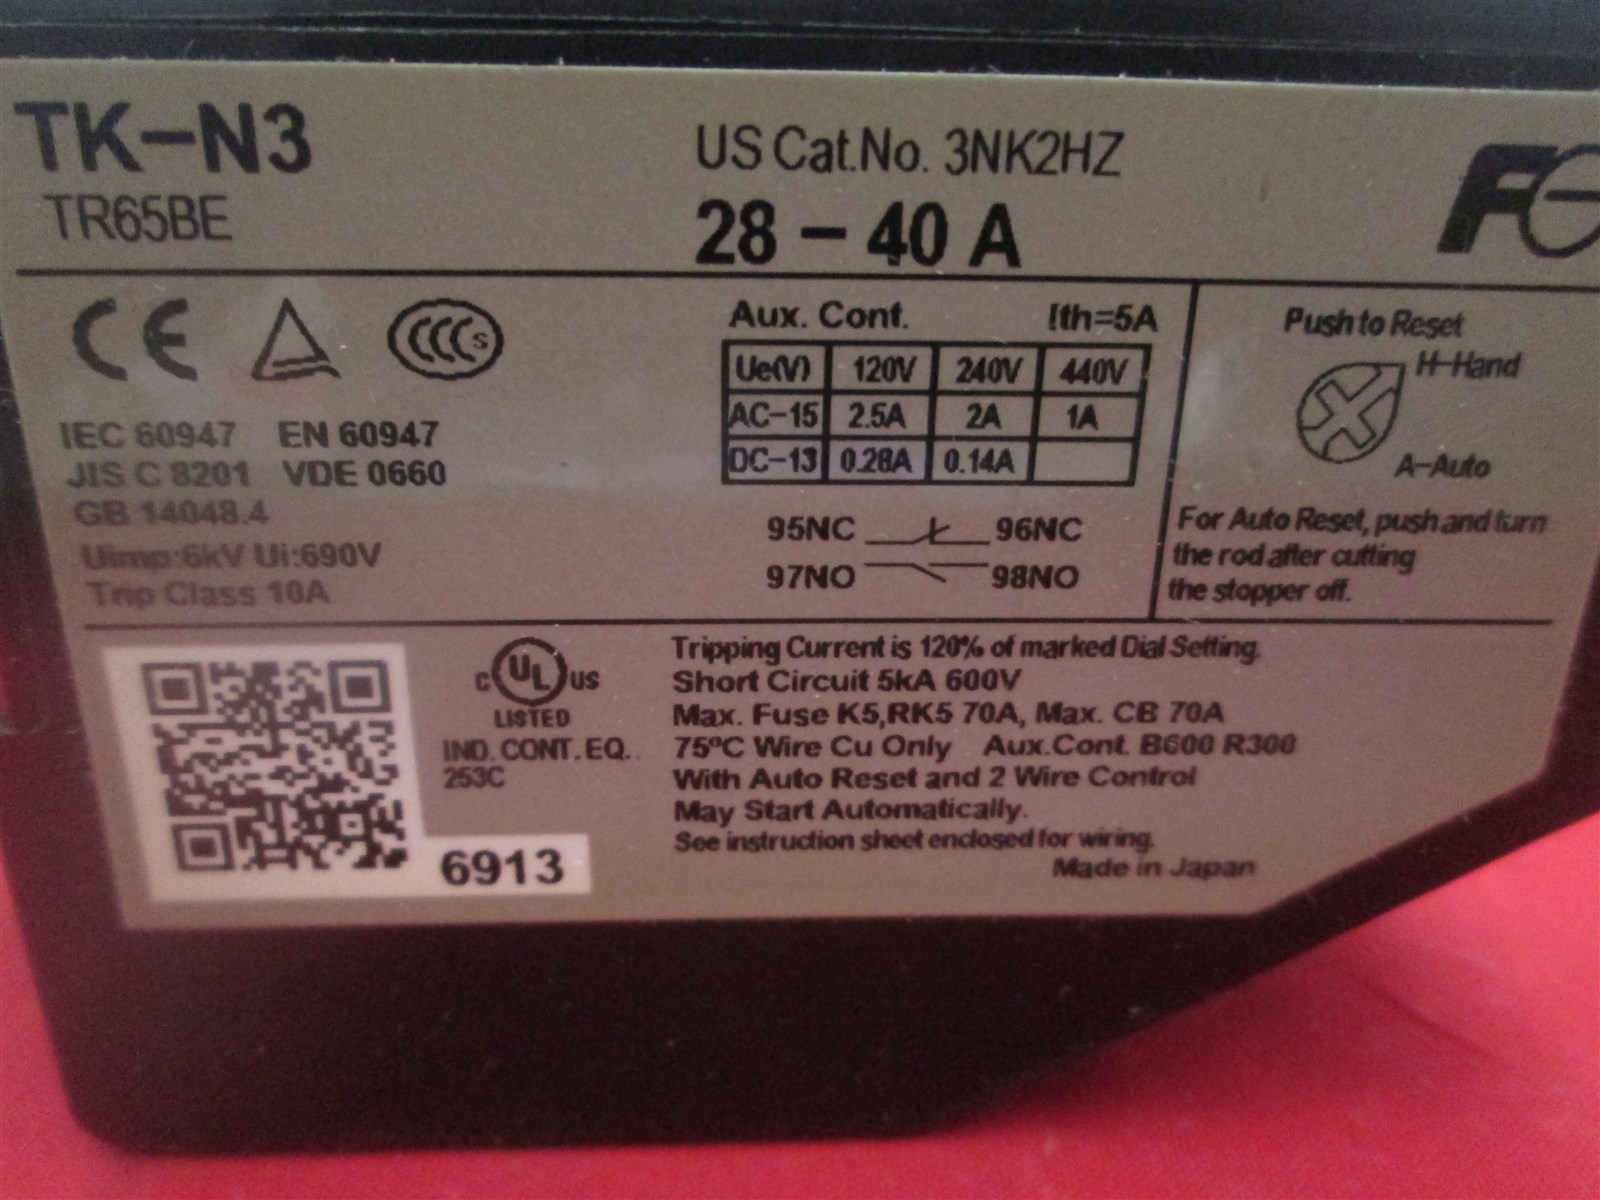 TK-N3
TR65BE
US Cat.No. 3NK2HZ
28 - 40 A
FE
CE
CCC S
IEC 60947 EN 60947
JIS C 8201 VDE 0660
GB 14048.4
Uimp:6kV Ui:690V
Trip Class 10A
Aux. Cont. Ith=5A
Ue(V) 120V 240V 440V
AC-15 2.5A 2A 1A
DC-13 0.28A 0.14A
95NC 96NC
97NO 98NO
Push to Reset
H-Hand
A-Auto
For Auto Reset, push and turn
the rod after cutting
the stopper off.
6913
C UL US
LISTED
IND. CONT. EQ.
253C
Tripping Current is 120% of marked Dial Setting.
Short Circuit 5kA 600V
Max. Fuse K5,RK5 70A, Max. CB 70A
75ºC Wire Cu Only Aux.Cont. B600 R300
With Auto Reset and 2 Wire Control
May Start Automatically.
See instruction sheet enclosed for wiring.
Made in Japan